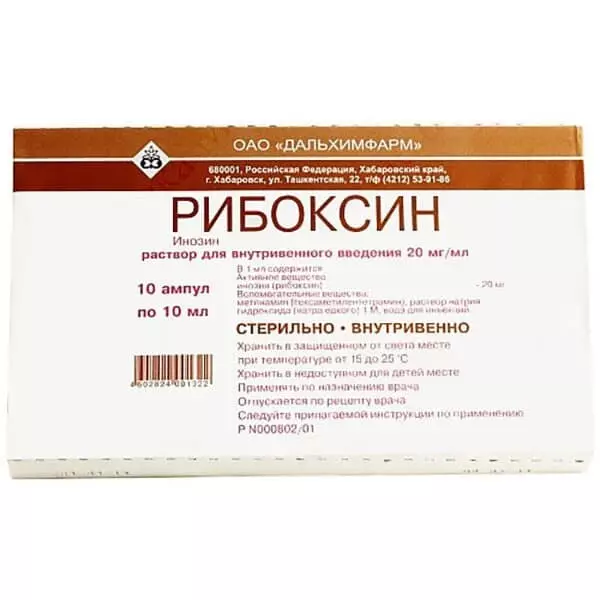 ОАО «ДАЛЬХИМФАРМ»
680001, Российская Федерация, Хабаровский край,
г. Хабаровск, ул. Ташкентская, 22, т/ф (4212) 53-91-86
РИБОКСИН
Инозин
раствор для внутривенного введения 20 мг/мл
10 ампул
по 10 мл
В 1 мл содержится
Активное вещество
инозин (рибоксин) - 20 мг
Вспомогательные вещества:
метенамин (гексаметилентетрамин), раствор натрия
гидроксида (натра едкого) 1 М, вода для инъекций
СТЕРИЛЬНО • ВНУТРИВЕННО
Хранить в защищенном от света месте
при температуре от 15 до 25 °С
Хранить в недоступном для детей месте
Применять по назначению врача
Отпускается по рецепту врача
Следуйте прилагаемой инструкции по применению
Р N000802/01
4602824001322